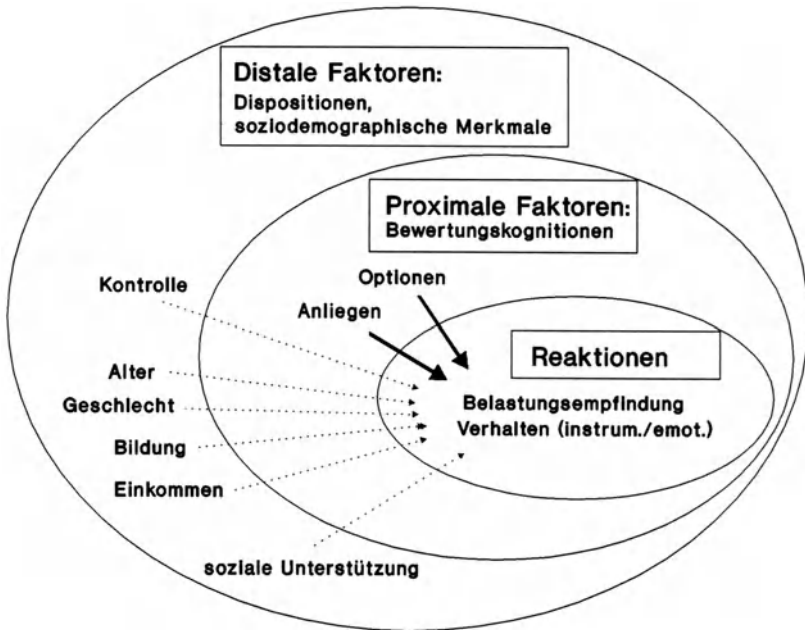 Distale Faktoren:
Dispositionen,
soziodemographische Merkmale
Proximale Faktoren:
Bewertungskognitionen
Optionen
Kontrolle
Anliegen
Reaktionen
Alter
Geschlecht
Belastungsempfindung
Verhalten (instrum./emot.)
Bildung
Einkommen
soziale Unterstützung